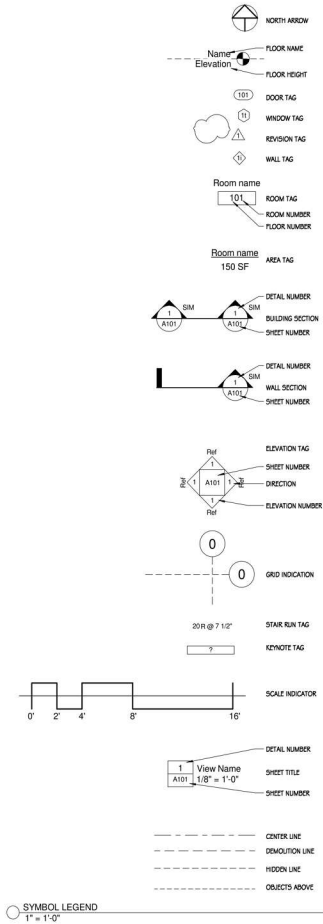 NORTH ARROW
Name
Elevation
FLOOR NAME
FLOOR HEIGHT
101
DOOR TAG
1t
WINDOW TAG
1
REVISION TAG
1i
WALL TAG
Room name
101
ROOM TAG
ROOM NUMBER
FLOOR NUMBER
Room name
150 SF
AREA TAG
1
A101
SIM
1
A101
SIM
DETAIL NUMBER
BUILDING SECTION
SHEET NUMBER
1
A101
SIM
DETAIL NUMBER
WALL SECTION
SHEET NUMBER
Ref
1
Ref
1
A101
1
Ref
1
Ref
ELEVATION TAG
SHEET NUMBER
DIRECTION
ELEVATION NUMBER
0
0
GRID INDICATION
20 R @ 7 1/2"
STAIR RUN TAG
?
KEYNOTE TAG
0' 2' 4' 8' 16'
SCALE INDICATOR
1
A101
View Name
1/8" = 1'-0"
DETAIL NUMBER
SHEET TITLE
SHEET NUMBER
CENTER LINE
DEMOLITION LINE
HIDDEN LINE
OBJECTS ABOVE
SYMBOL LEGEND
1" = 1'-0"